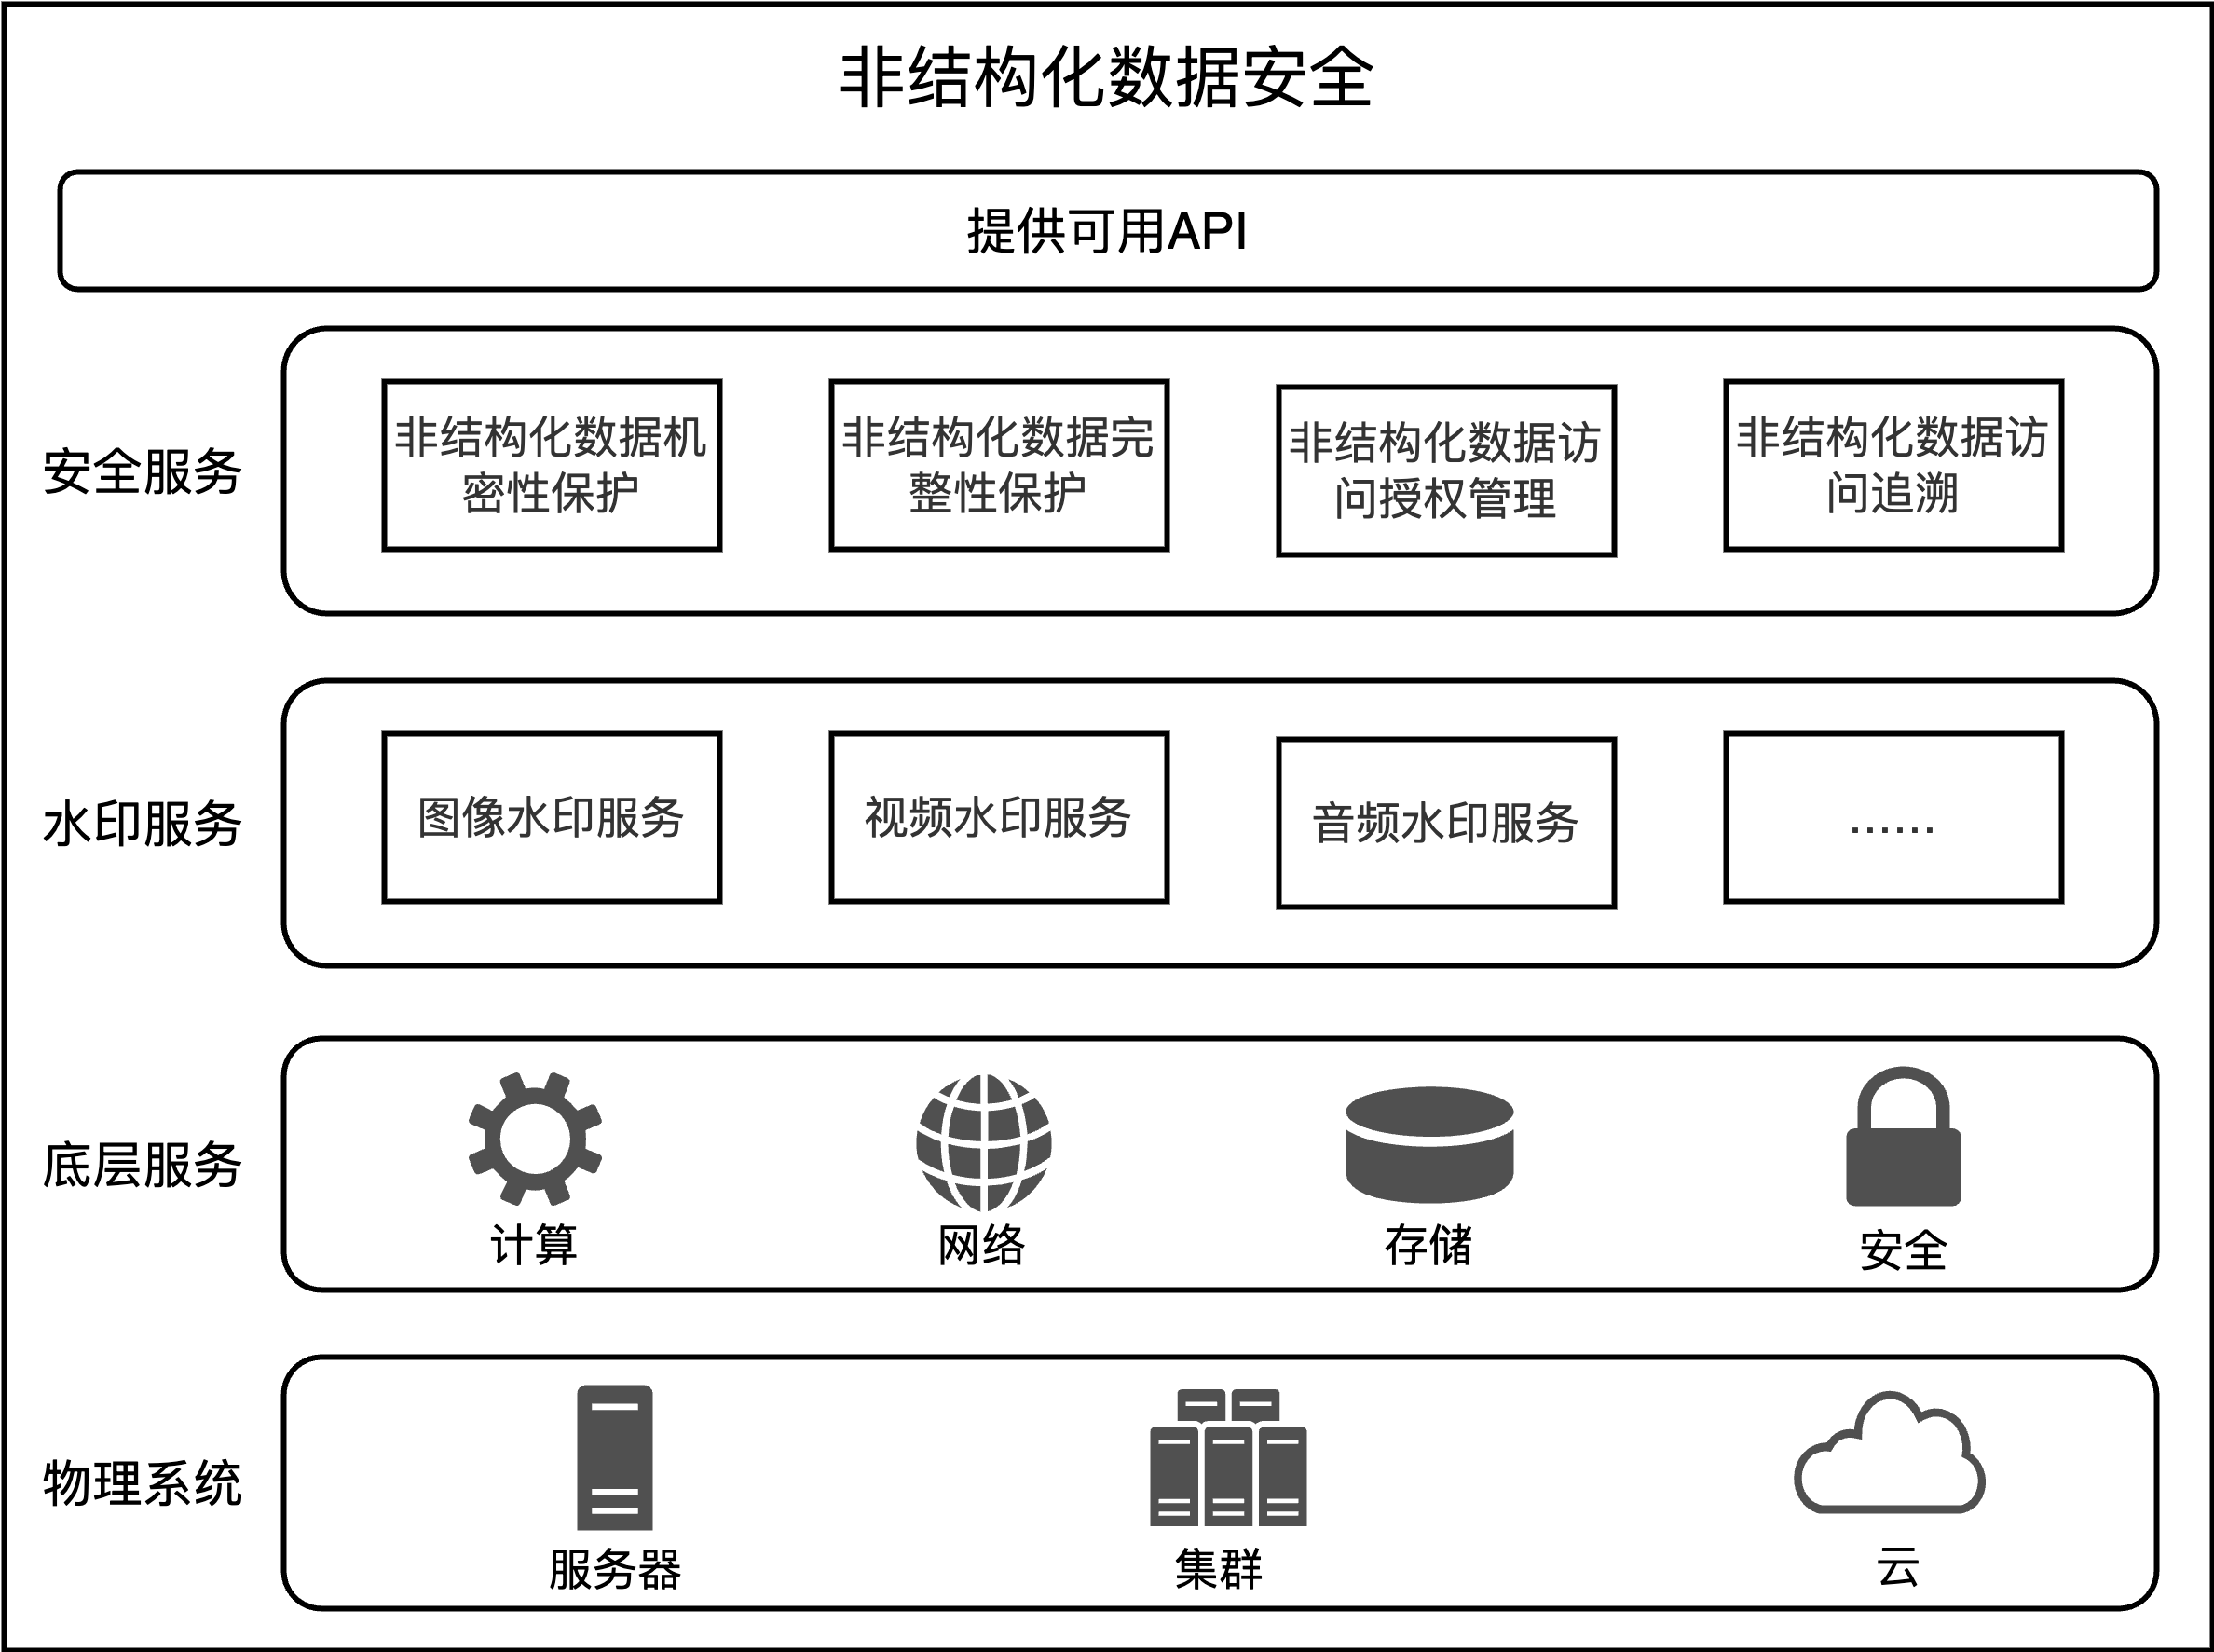 非结构化数据安全
提供可用API
安全服务
非结构化数据机
密性保护
非结构化数据完
整性保护
非结构化数据访
问授权管理
非结构化数据访
问追溯
水印服务
图像水印服务
视频水印服务
音频水印服务
......
底层服务
计算
网络
存储
安全
物理系统
服务器
集群
云